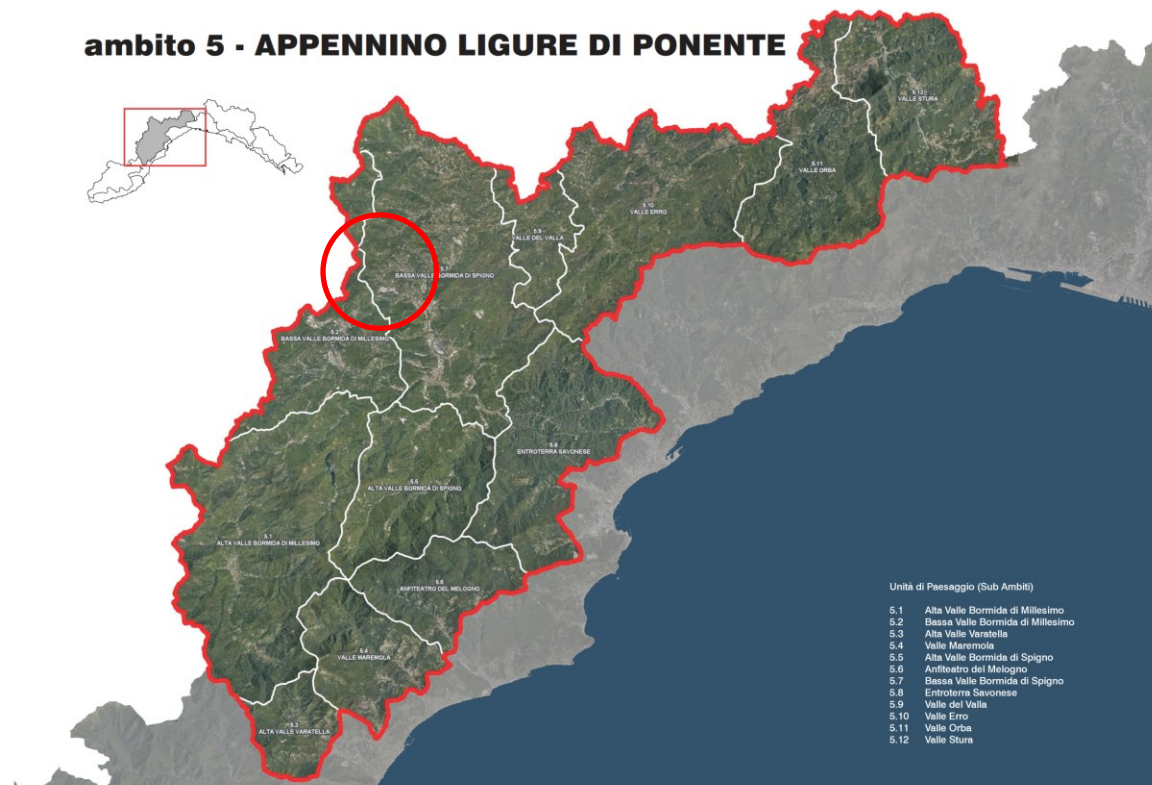 ambito 5 - APPENNINO LIGURE DI PONENTE
5.13
VALLE STURA
5.11
VALLE ORBA
5.10
VALLE ERRO
5.9
VALLE DEL VALLA
5.7
BASSA VALLE BORMIDA DI SPIGNO
5.2
BASSA VALLE BORMIDA DI MILLESIMO
5.8
ENTROTERRA SAVONESE
5.5
ALTA VALLE BORMIDA DI SPIGNO
5.1
ALTA VALLE BORMIDA DI MILLESIMO
5.6
ANFITEATRO DEL MELOGNO
5.4
VALLE MAREMOLA
5.3
ALTA VALLE VARATELLA
Unità di Paesaggio (Sub Ambiti)
5.1 Alta Valle Bormida di Millesimo
5.2 Bassa Valle Bormida di Millesimo
5.3 Alta Valle Varatella
5.4 Valle Maremola
5.5 Alta Valle Bormida di Spigno
5.6 Anfiteatro del Melogno
5.7 Bassa Valle Bormida di Spigno
5.8 Entroterra Savonese
5.9 Valle del Valla
5.10 Valle Erro
5.11 Valle Orba
5.12 Valle Stura